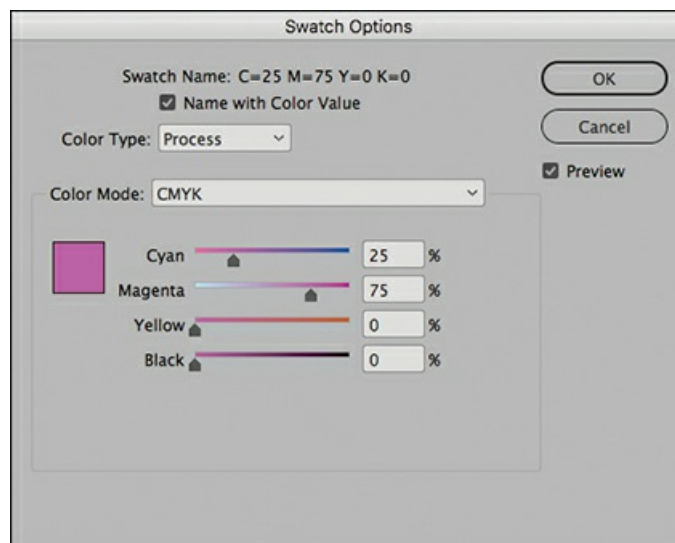 Swatch Options
Swatch Name: C=25 M=75 Y=0 K=0
Name with Color Value
Color Type: Process
OK
Cancel
Preview
Color Mode: CMYK
Cyan 25 %
Magenta 75 %
Yellow 0 %
Black 0 %